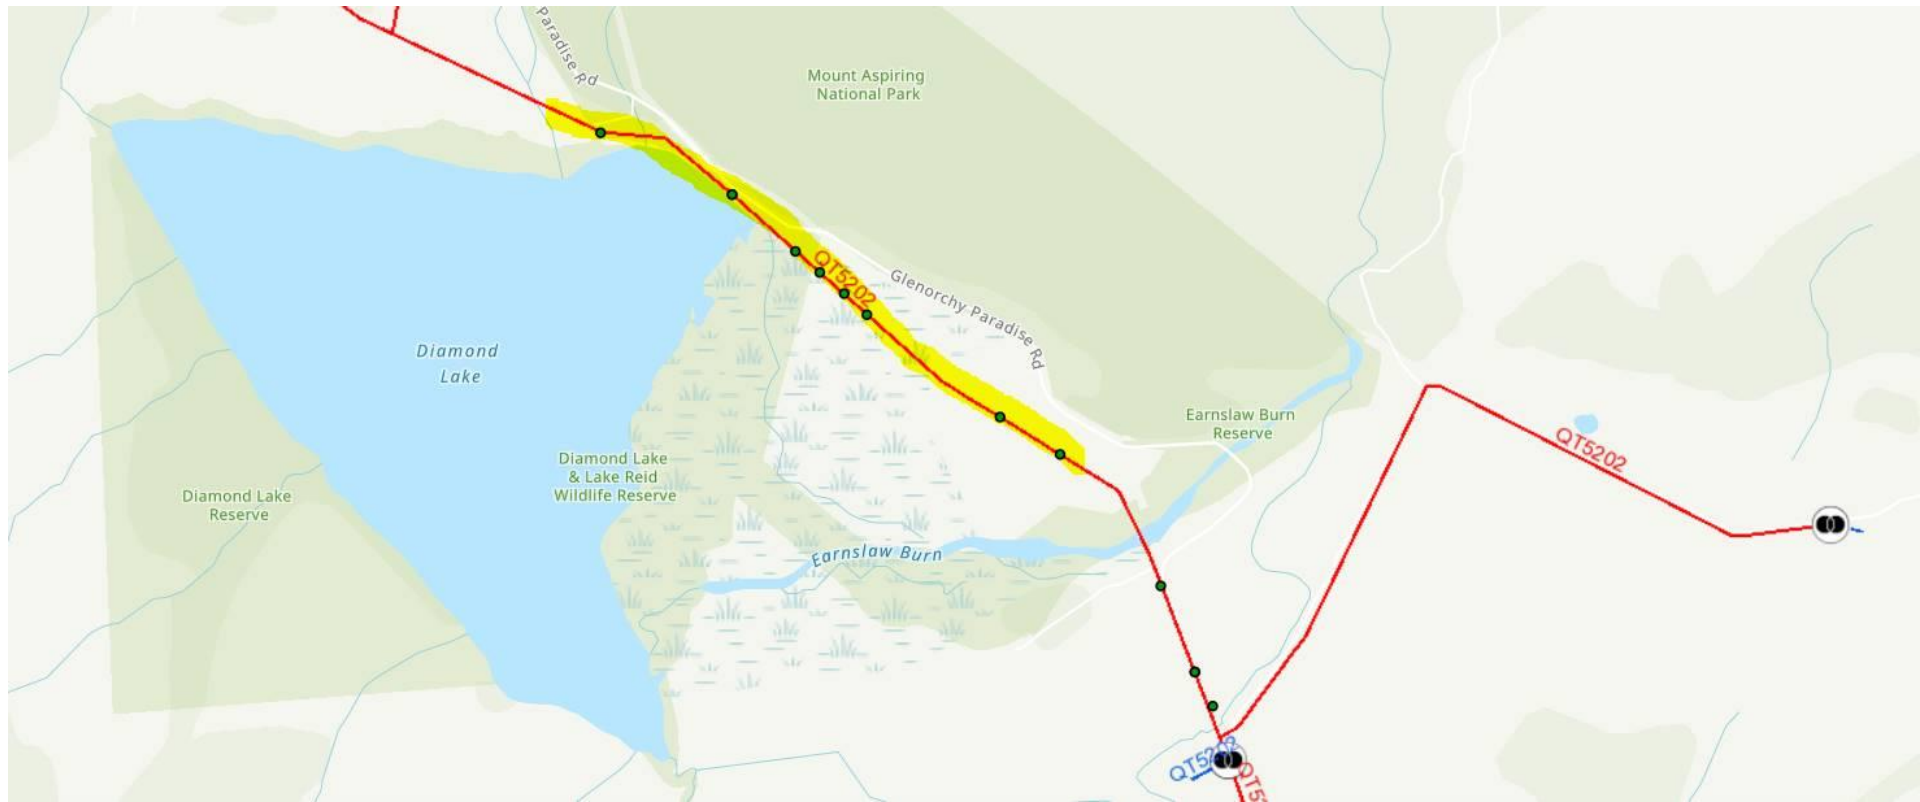 Paradise Rd
Mount Aspiring
National Park
QT5202
Glenorchy Paradise Rd
Diamond
Lake
Earnslaw Burn
Reserve
QT5202
Diamond Lake
& Lake Reid
Wildlife Reserve
Diamond Lake
Reserve
Earnslaw Burn
QT5202